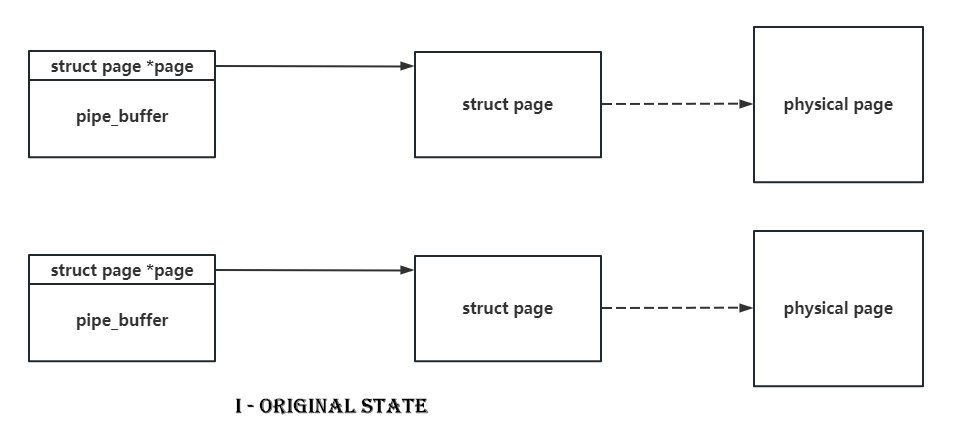 struct page *page
pipe_buffer
struct page
physical page
struct page *page
pipe_buffer
struct page
physical page
I - ORIGINAL STATE